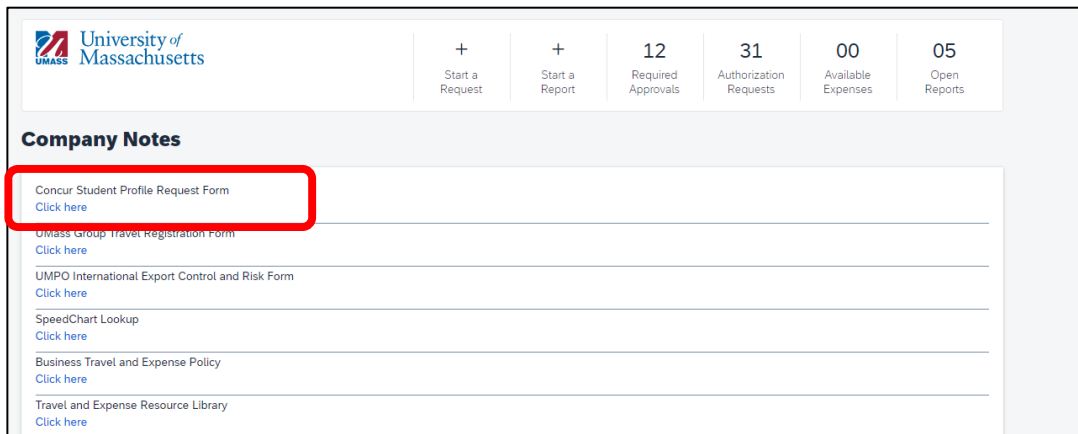 University of
Massachusetts
UMASS
+ + 12 31 00 05
Start a Start a Required Authorization Available Open
Request Report Approvals Requests Expenses Reports
Company Notes
Concur Student Profile Request Form
Click here
UMass Group Travel Registration Form
Click here
UMPO International Export Control and Risk Form
Click here
SpeedChart Lookup
Click here
Business Travel and Expense Policy
Click here
Travel and Expense Resource Library
Click here